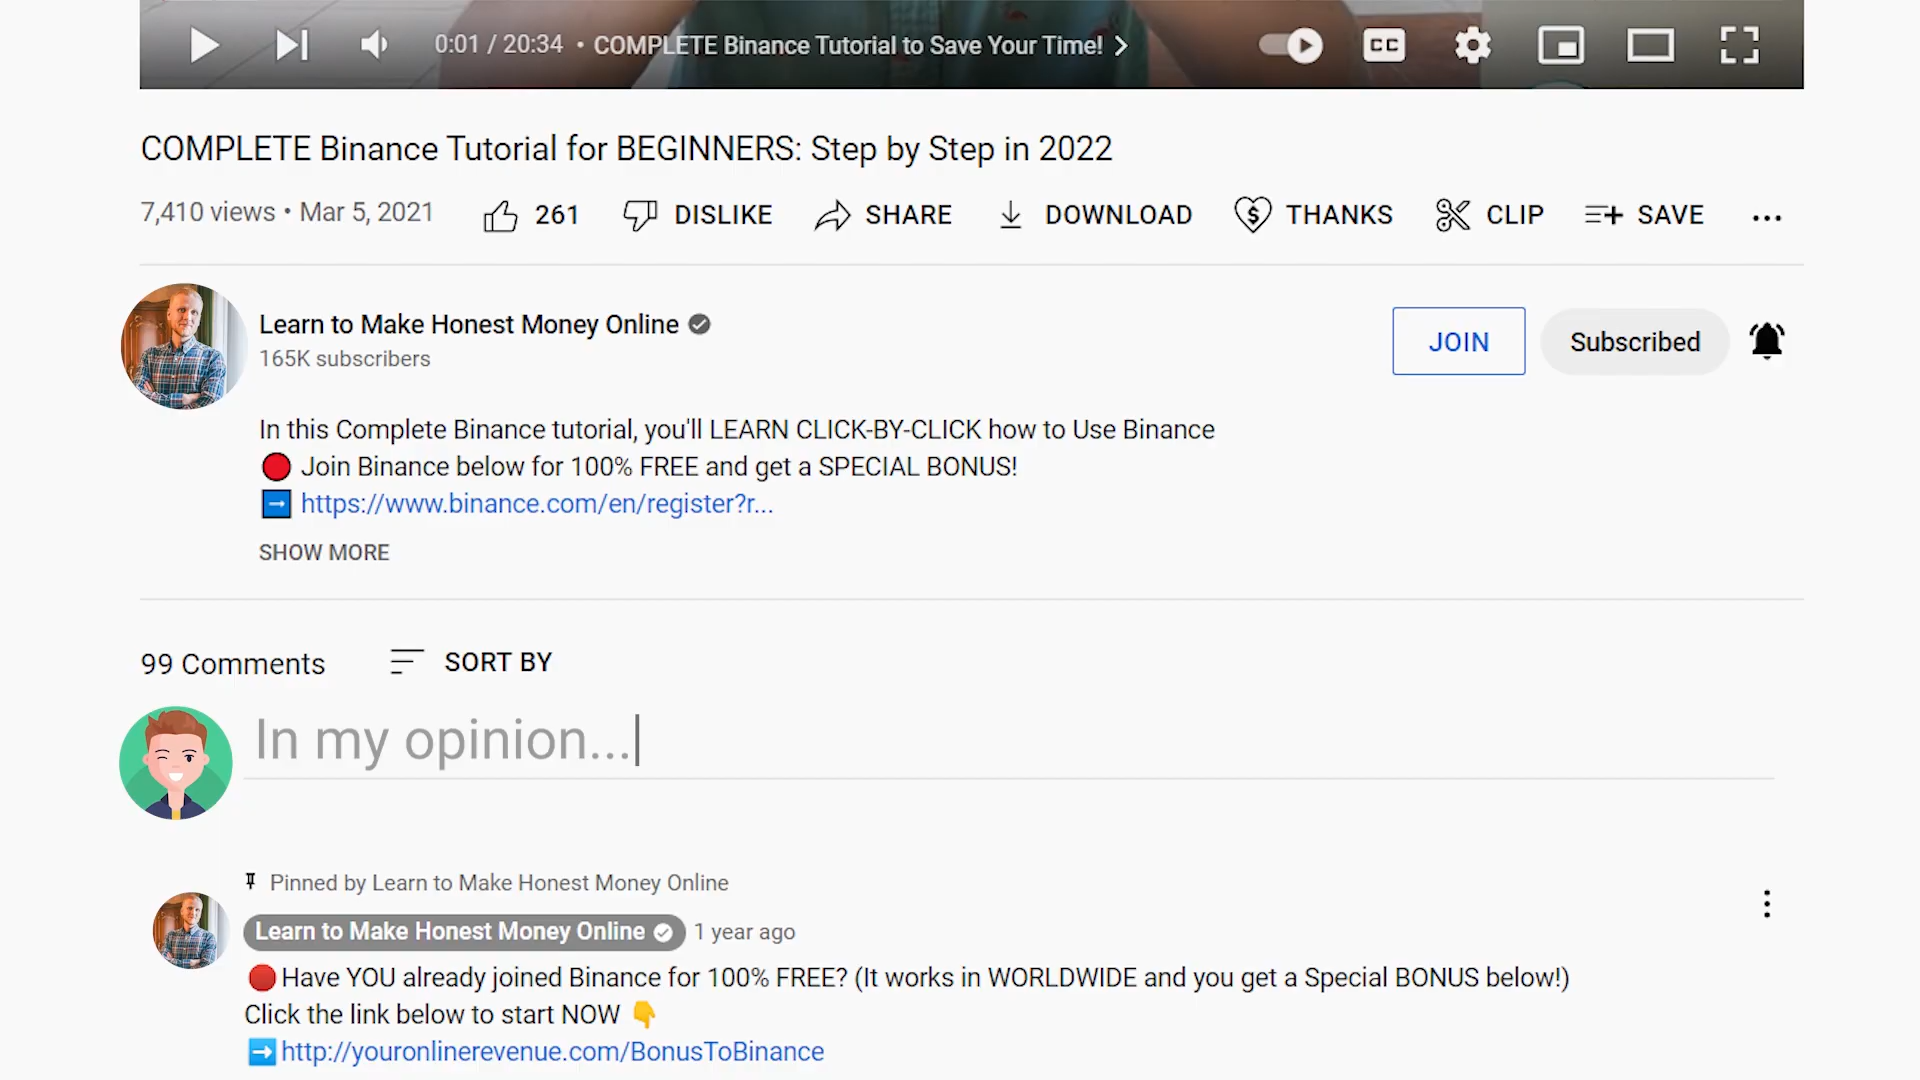 0:01 / 20:34 • COMPLETE Binance Tutorial to Save Your Time!
CC
COMPLETE Binance Tutorial for BEGINNERS: Step by Step in 2022
7,410 views • Mar 5, 2021
261
DISLIKE
SHARE
DOWNLOAD
THANKS
CLIP
SAVE
Learn to Make Honest Money Online
165K subscribers
JOIN
Subscribed
In this Complete Binance tutorial, you'll LEARN CLICK-BY-CLICK how to Use Binance
🔴 Join Binance below for 100% FREE and get a SPECIAL BONUS!
➡️ https://www.binance.com/en/register?r...
SHOW MORE
99 Comments
SORT BY
In my opinion...
Pinned by Learn to Make Honest Money Online
Learn to Make Honest Money Online 1 year ago
🔴Have YOU already joined Binance for 100% FREE? (It works in WORLDWIDE and you get a Special BONUS below!)
Click the link below to start NOW 👇
➡️http://youronlinerevenue.com/BonusToBinance